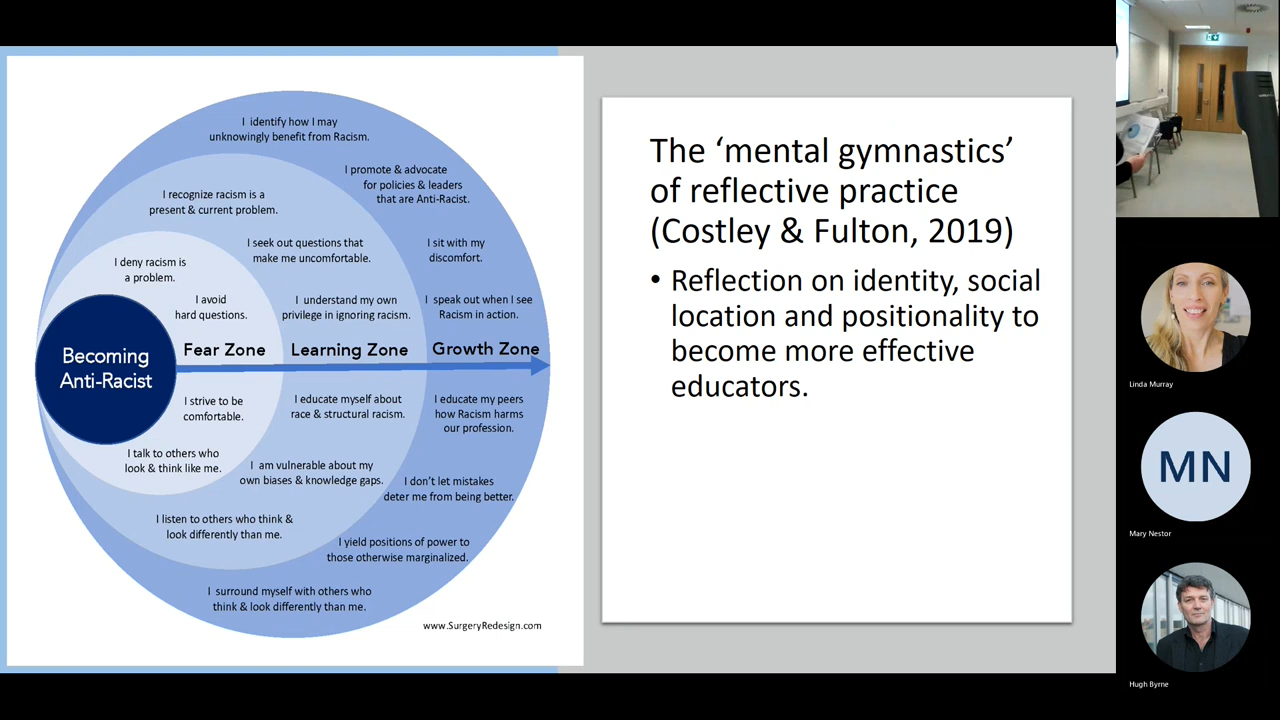 I identify how I may
unknowingly benefit from Racism.
I promote & advocate
for policies & leaders
that are Anti-Racist.
I recognize racism is a
present & current problem.
I seek out questions that
make me uncomfortable.
I sit with my
discomfort.
I deny racism is
a problem.
I avoid
hard questions.
I understand my own
privilege in ignoring racism.
I speak out when I see
Racism in action.
Becoming
Anti-Racist
Fear Zone
Learning Zone
Growth Zone
I strive to be
comfortable.
I educate myself about
race & structural racism.
I educate my peers
how Racism harms
our profession.
I talk to others who
look & think like me.
I am vulnerable about my
own biases & knowledge gaps.
I don't let mistakes
deter me from being better.
I listen to others who think &
look differently than me.
I yield positions of power to
those otherwise marginalized.
I surround myself with others who
think & look differently than me.
www.SurgeryRedesign.com
The ‘mental gymnastics’
of reflective practice
(Costley & Fulton, 2019)
• Reflection on identity, social
location and positionality to
become more effective
educators.
Linda Murray
MN
Mary Nestor
Hugh Byrne